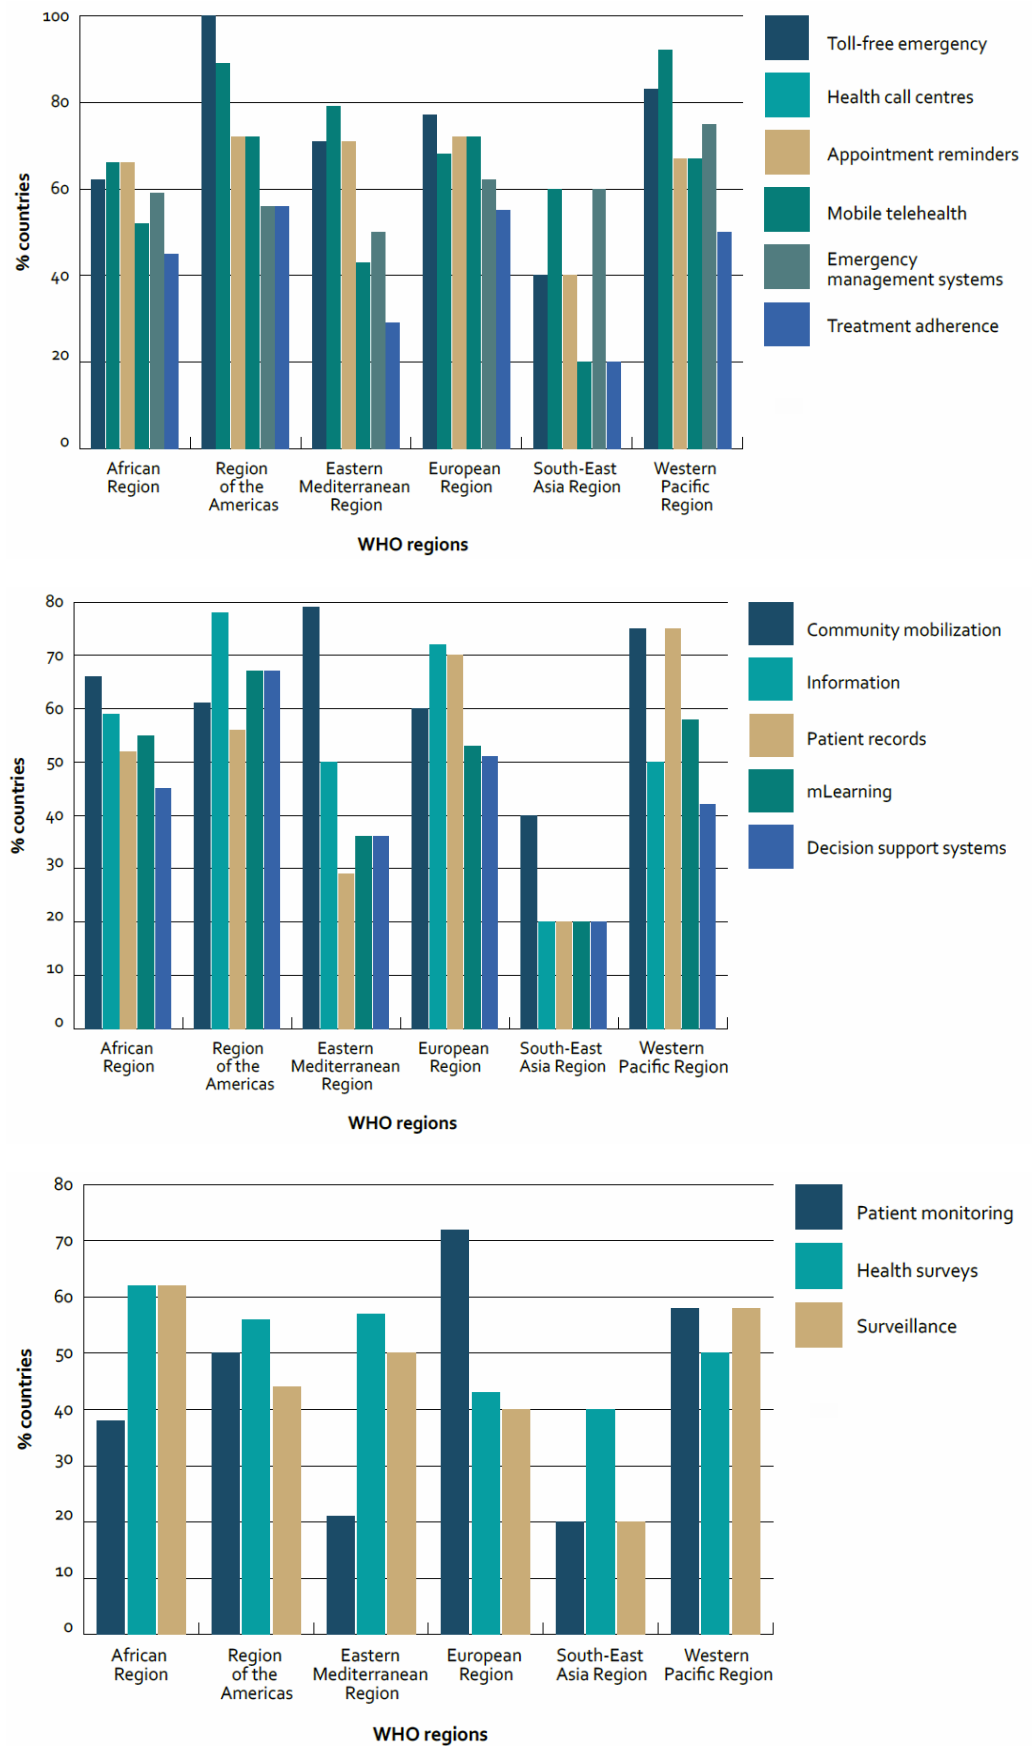 100
80
60
40
20
0
% countries
African
Region
Region
of the
Americas
Eastern
Mediterranean
Region
European
Region
South-East
Asia Region
Western
Pacific
Region
WHO regions
Toll-free emergency
Health call centres
Appointment reminders
Mobile telehealth
Emergency
management systems
Treatment adherence
80
70
60
50
40
30
20
10
0
% countries
African
Region
Region
of the
Americas
Eastern
Mediterranean
Region
European
Region
South-East
Asia Region
Western
Pacific Region
WHO regions
Community mobilization
Information
Patient records
mLearning
Decision support systems
80
70
60
50
40
30
20
10
0
% countries
African
Region
Region
of the
Americas
Eastern
Mediterranean
Region
European
Region
South-East
Asia Region
Western
Pacific Region
WHO regions
Patient monitoring
Health surveys
Surveillance